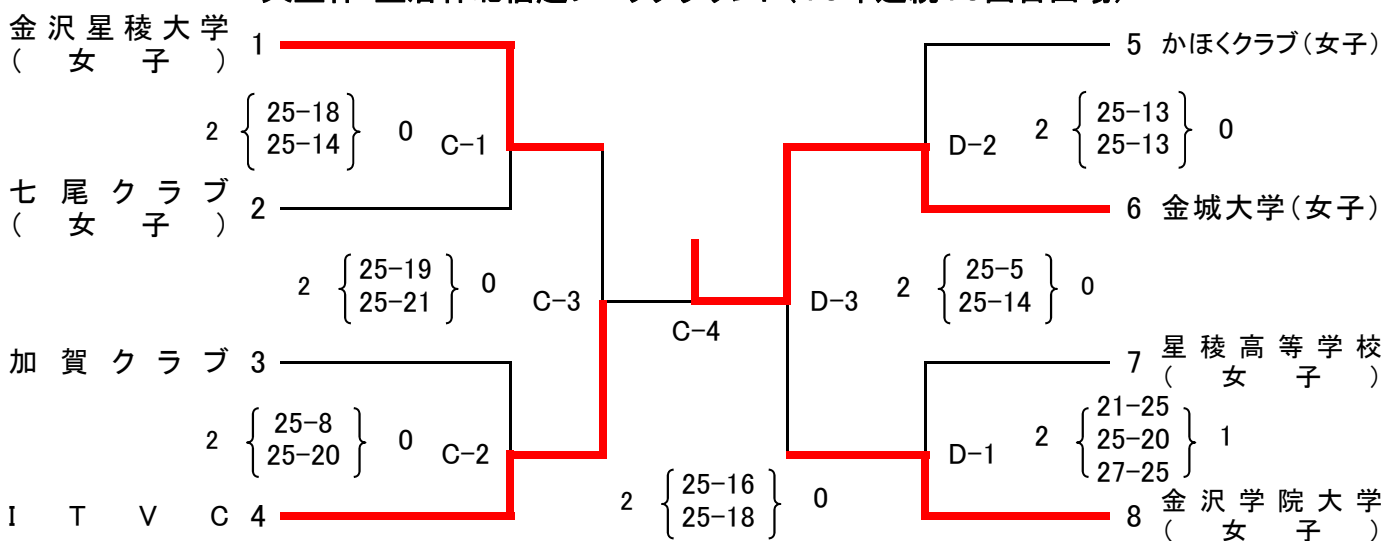 金沢星稜大学
(女子) 1
5 かほくクラブ(女子)
2 { 25-18 } 0
25-14
C-1
D-2
2 { 25-13 } 0
25-13
七尾クラブ
(女子) 2
6 金城大学(女子)
2 { 25-19 } 0
25-21
C-3
C-4
D-3
2 { 25-5 } 0
25-14
加賀クラブ 3
7 星稜高等学校
(女子)
2 { 25-8 } 0
25-20
C-2
D-1
2 { 21-25 } 1
25-20
27-25
2 { 25-16 } 0
25-18
ITVC 4
8 金沢学院大学
(女子)